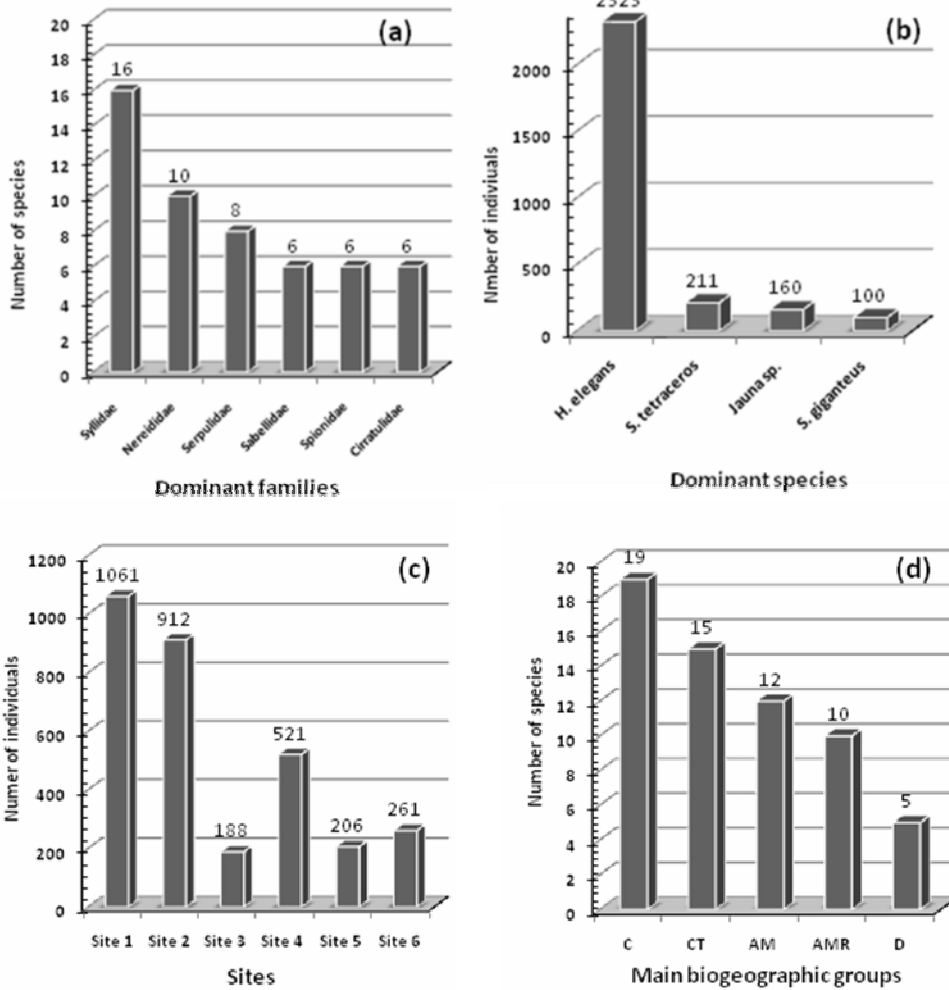 (a)
Number of species
20
18
16
14
12
10
8
6
4
2
0
16
10
8
6
6
6
Syllidae
Nereididae
Serpulidae
Sabellidae
Spionidae
Cirratulidae
Dominant families
(b)
Nmber of indiviuals
2000
1500
1000
500
0
211
160
100
H. elegans
S. tetraceros
Jauna sp.
S. giganteus
Dominant species
(c)
Numer of individuals
1200
1000
800
600
400
200
0
1061
912
188
521
206
261
Site 1
Site 2
Site 3
Site 4
Site 5
Site 6
Sites
(d)
Number of species
20
18
16
14
12
10
8
6
4
2
0
19
15
12
10
5
C
CT
AM
AMR
D
Main biogeographic groups